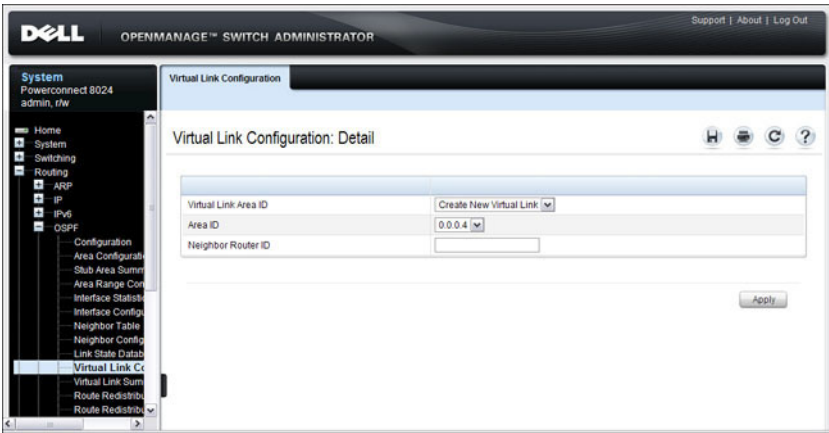 Support | About | Log Out
DELL OPENMANAGE™ SWITCH ADMINISTRATOR
System
Powerconnect 8024
admin, r/w
Virtual Link Configuration
Home
System
Switching
Routing
ARP
IP
IPv6
OSPF
Configuration
Area Configurati
Stub Area Summ
Area Range Con
Interface Statistic
Interface Configu
Neighbor Table
Neighbor Config
Link State Datab
Virtual Link Co
Virtual Link Sum
Route Redistribu
Route Redistribu
Virtual Link Configuration: Detail
Virtual Link Area ID Create New Virtual Link
Area ID 0.0.0.4
Neighbor Router ID
Apply